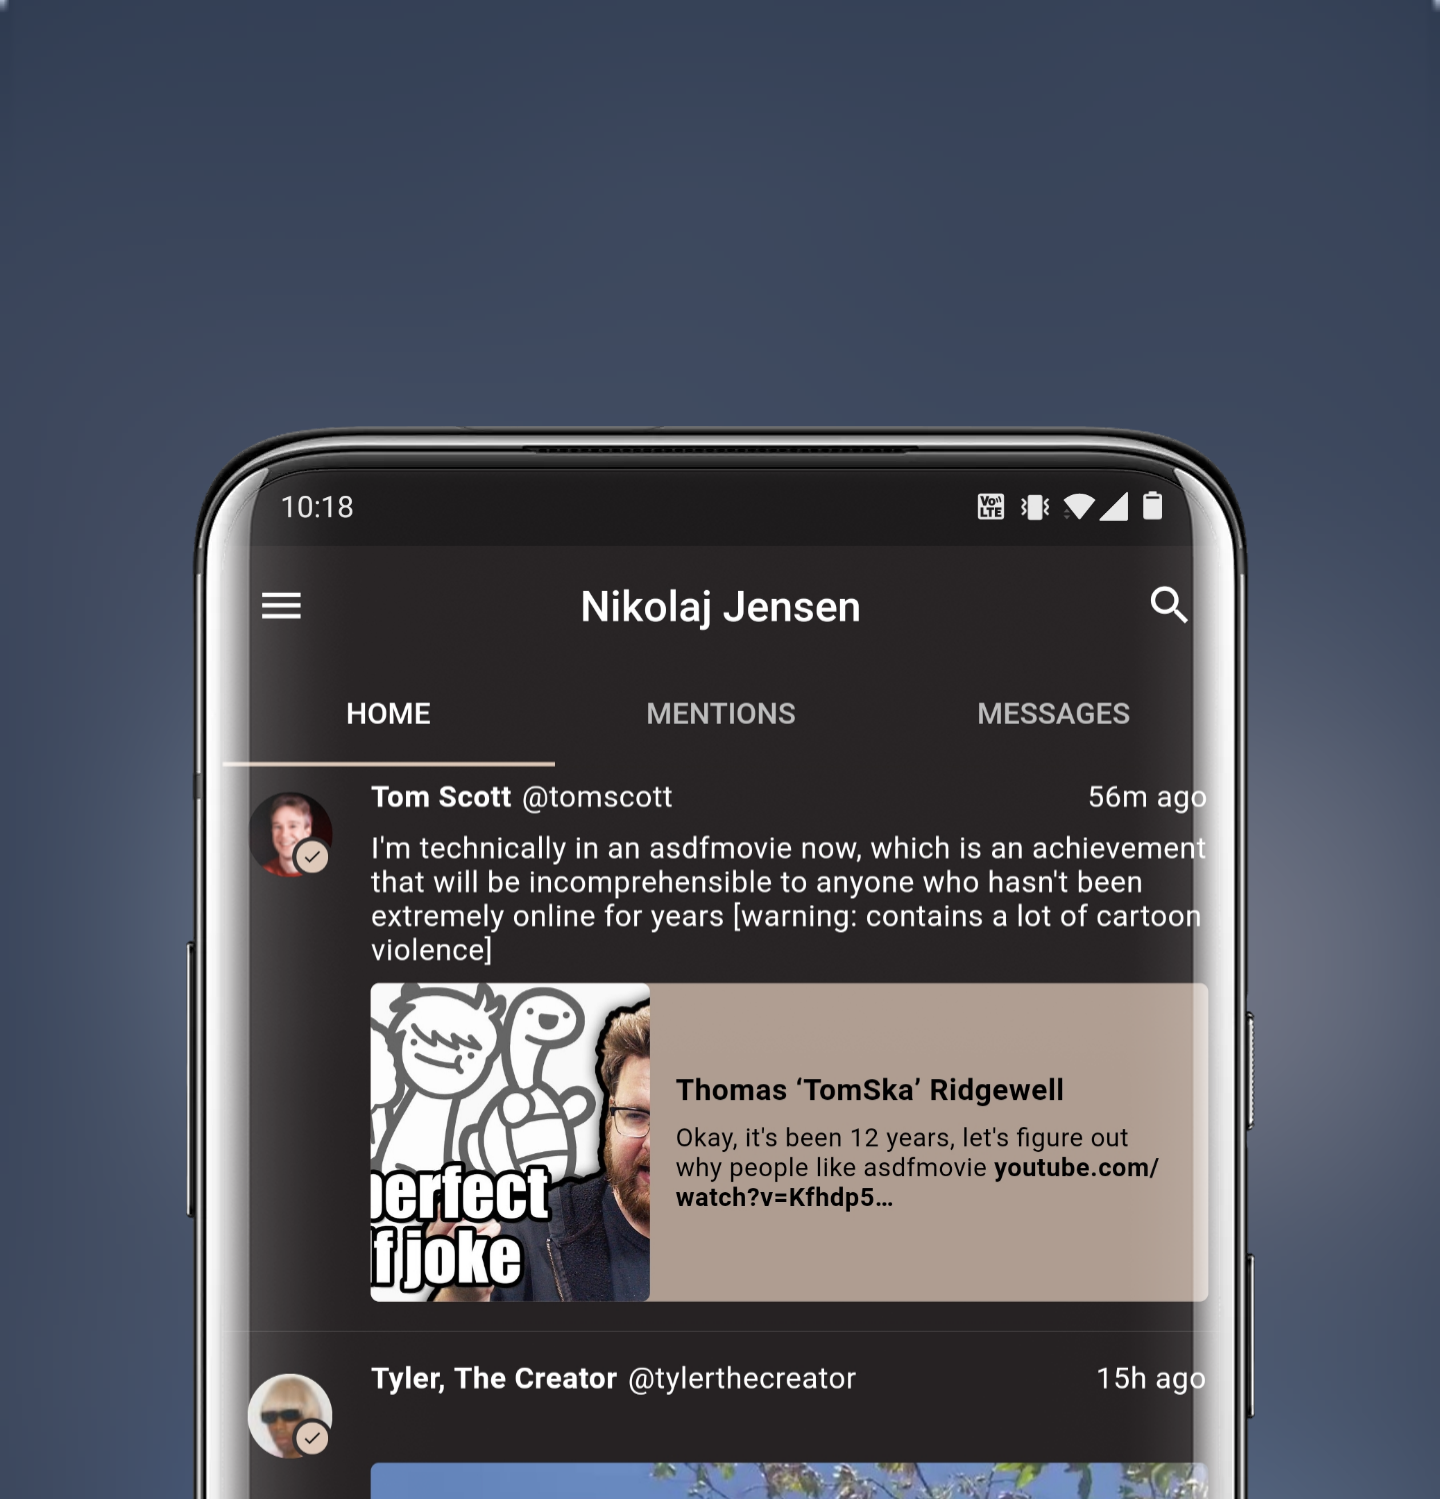 10:18
Vo)) LTE
Nikolaj Jensen
HOME MENTIONS MESSAGES
Tom Scott @tomscott 56m ago
I'm technically in an asdfmovie now, which is an achievement
that will be incomprehensible to anyone who hasn't been
extremely online for years [warning: contains a lot of cartoon
violence]
perfect
f joke
Thomas ‘TomSka’ Ridgewell
Okay, it's been 12 years, let's figure out
why people like asdfmovie youtube.com/
watch?v=Kfhdp5…
Tyler, The Creator @tylerthecreator 15h ago